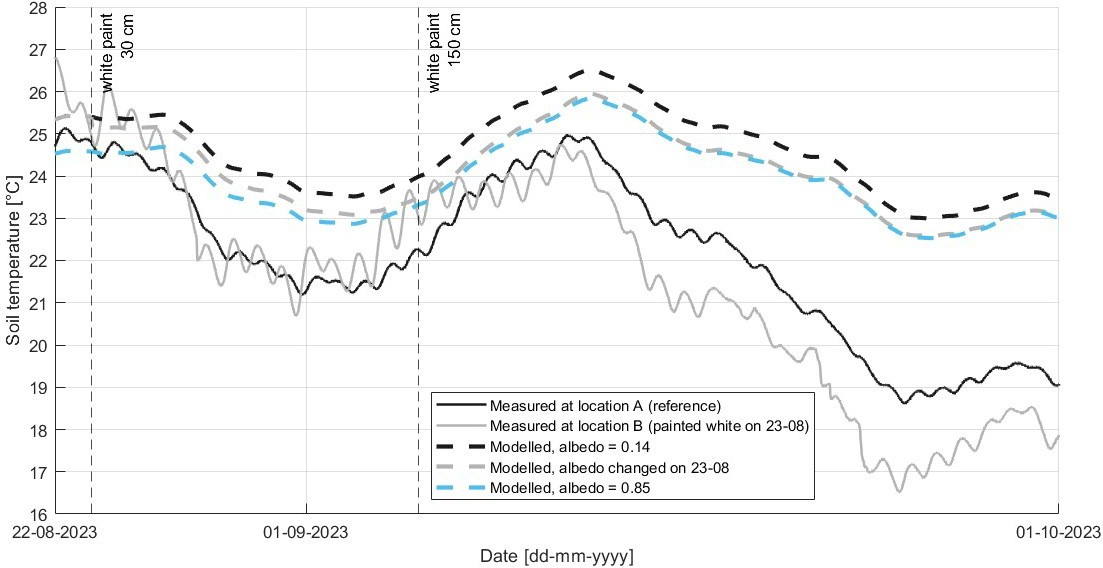 28
27
26
25
24
23
22
21
20
19
18
17
16
Soil temperature [°C]
white paint
30 cm
white paint
150 cm
Measured at location A (reference)
Measured at location B (painted white on 23-08)
Modelled, albedo = 0.14
Modelled, albedo changed on 23-08
Modelled, albedo = 0.85
22-08-2023
01-09-2023
01-10-2023
Date [dd-mm-yyyy]